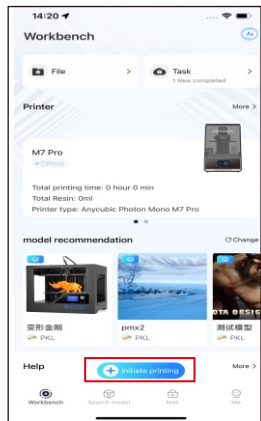 14:20
Workbench
Ai
File >
Task >
1 New completed
Printer
More >
M7 Pro
Offline
Total printing time: 0 hour 0 min
Total Resin: 0ml
Printer type: Anycubic Photon Mono M7 Pro
model recommendation
Change
变形金刚
pmx2
测试模型
PKL
PKL
PKL
Help
Initiate printing
More >
Workbench
Search model
Mall
Me